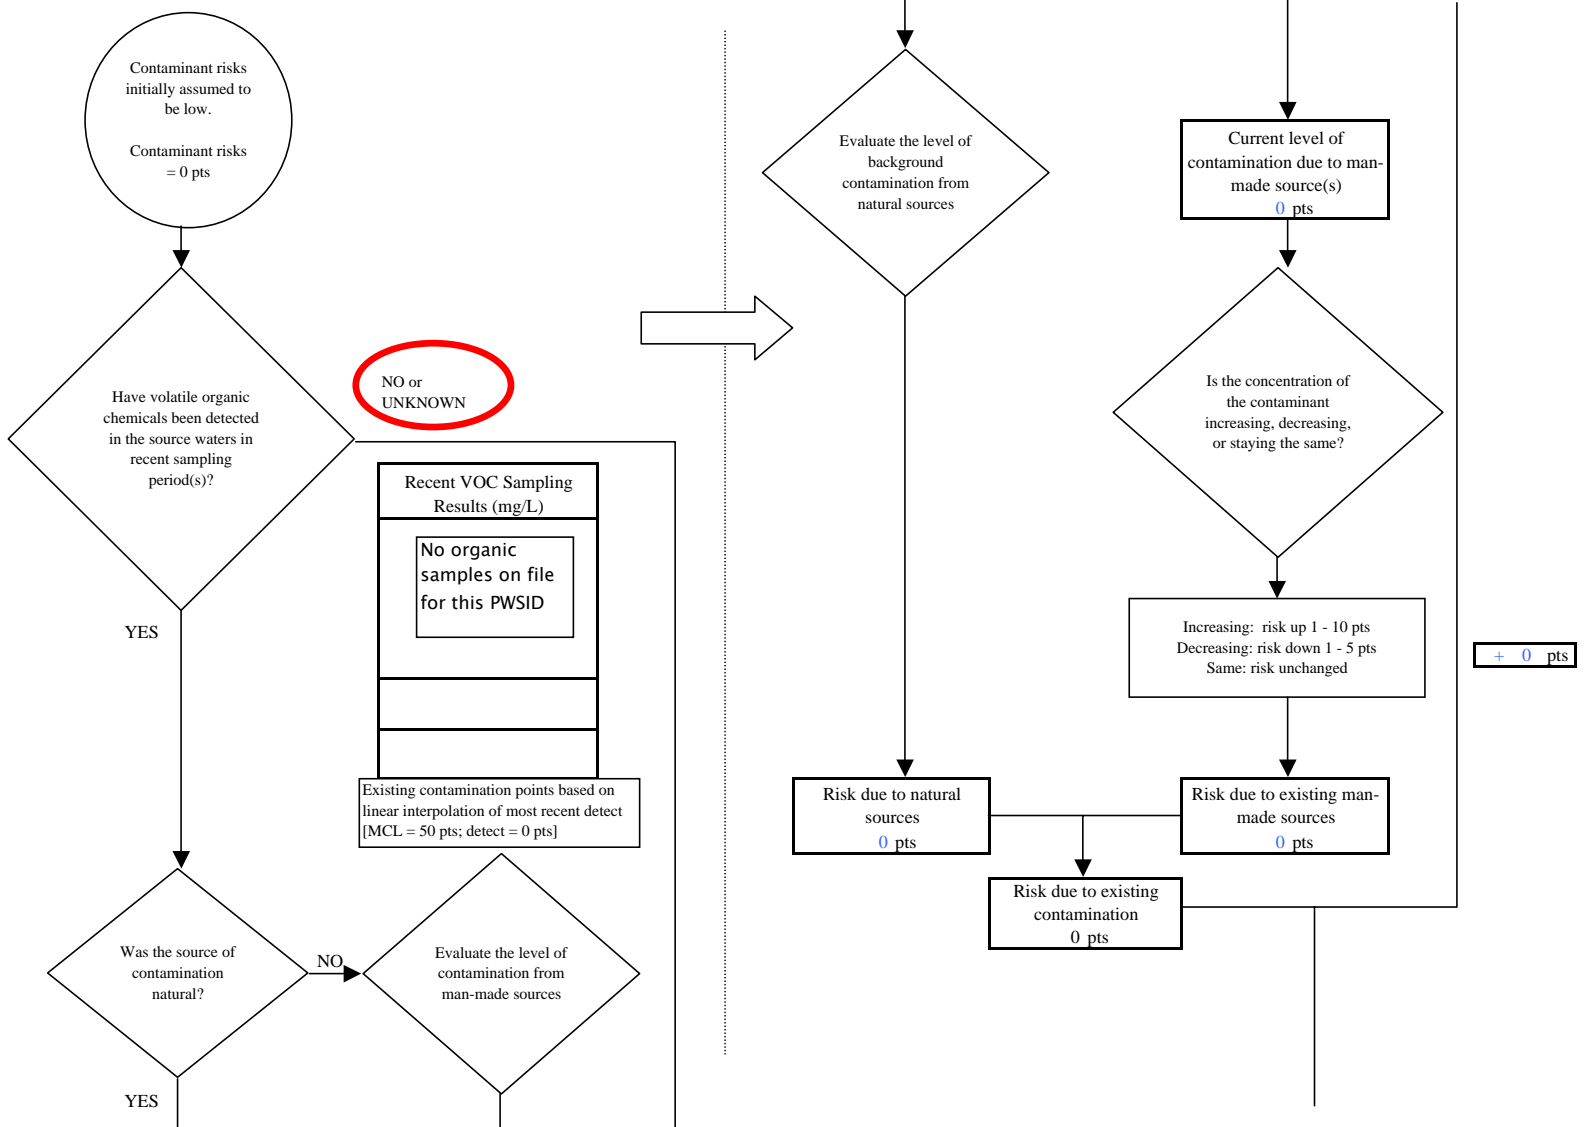 Contaminant risks
initially assumed to
be low.
Contaminant risks
= 0 pts
Have volatile organic
chemicals been detected
in the source waters in
recent sampling
period(s)?
NO or
UNKNOWN
YES
Recent VOC Sampling
Results (mg/L)
No organic
samples on file
for this PWSID
Existing contamination points based on
linear interpolation of most recent detect
[MCL = 50 pts; detect = 0 pts]
Was the source of
contamination
natural?
NO
YES
Evaluate the level of
contamination from
man-made sources
Evaluate the level of
background
contamination from
natural sources
Current level of
contamination due to man-
made source(s)
0 pts
Is the concentration of
the contaminant
increasing, decreasing,
or staying the same?
Increasing: risk up 1 - 10 pts
Decreasing: risk down 1 - 5 pts
Same: risk unchanged
+ 0 pts
Risk due to natural
sources
0 pts
Risk due to existing man-
made sources
0 pts
Risk due to existing
contamination
0 pts